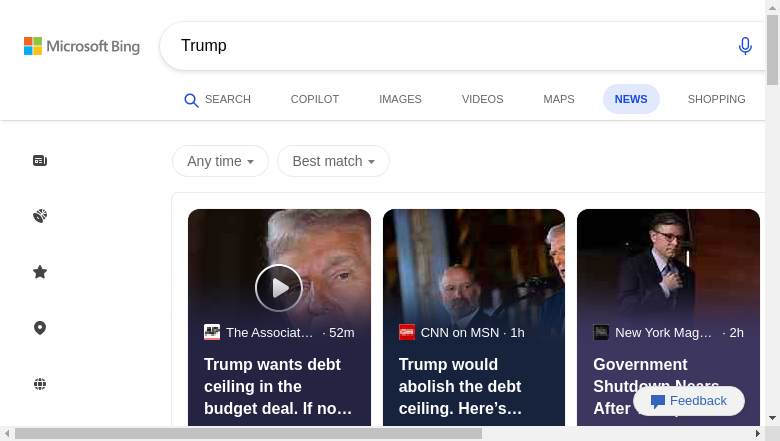 Microsoft Bing
Trump
SEARCH
COPILOT
IMAGES
VIDEOS
MAPS
NEWS
SHOPPING
Any time
Best match
The Associat… · 52m
Trump wants debt
ceiling in the
budget deal. If no…
CNN on MSN · 1h
Trump would
abolish the debt
ceiling. Here's…
New York Mag… · 2h
Government
Shutdown Nears
After
Feedback